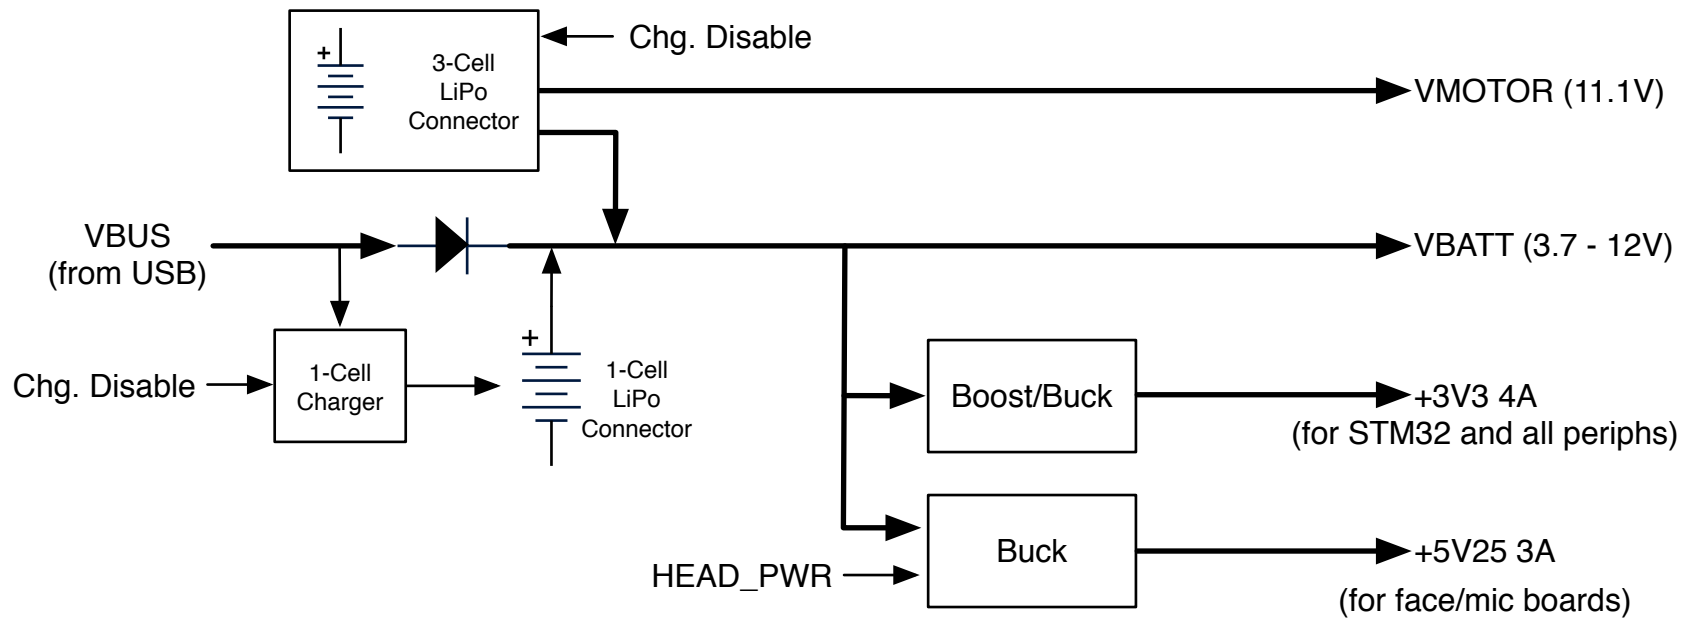 +
3-Cell
LiPo
Connector
Chg. Disable
VMOTOR (11.1V)
VBUS
(from USB)
VBATT (3.7 - 12V)
Chg. Disable
1-Cell
Charger
+
1-Cell
LiPo
Connector
Boost/Buck
+3V3 4A
(for STM32 and all periphs)
HEAD_PWR
Buck
+5V25 3A
(for face/mic boards)